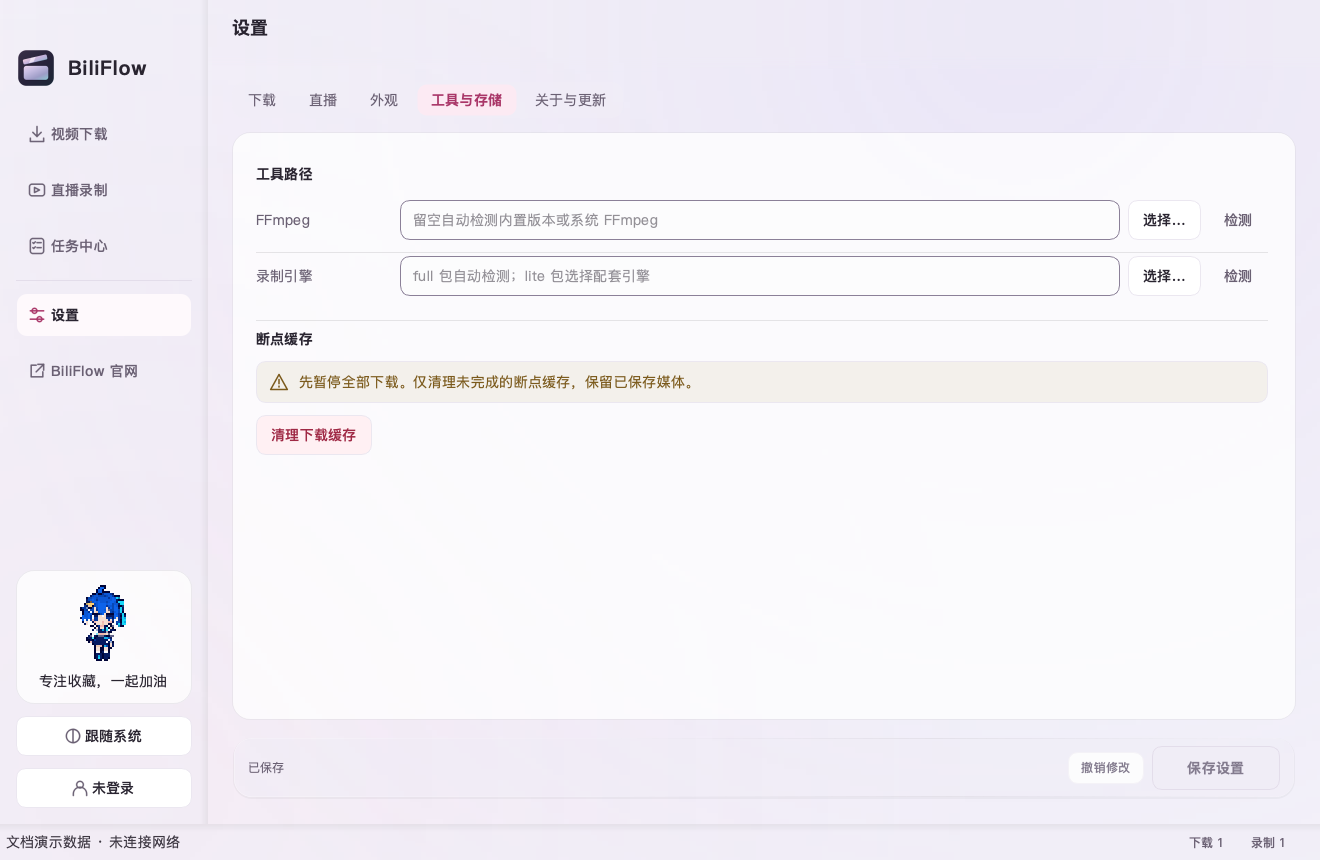 设置
BiliFlow
视频下载
直播录制
任务中心
设置
BiliFlow 官网
专注收藏，一起加油
跟随系统
未登录
下载 直播 外观 工具与存储 关于与更新
工具路径
FFmpeg 留空自动检测内置版本或系统 FFmpeg 选择... 检测
录制引擎 full 包自动检测；lite 包选择配套引擎 选择... 检测
断点缓存
先暂停全部下载。仅清理未完成的断点缓存，保留已保存媒体。
清理下载缓存
已保存 撤销修改 保存设置
文档演示数据 · 未连接网络 下载 1 录制 1